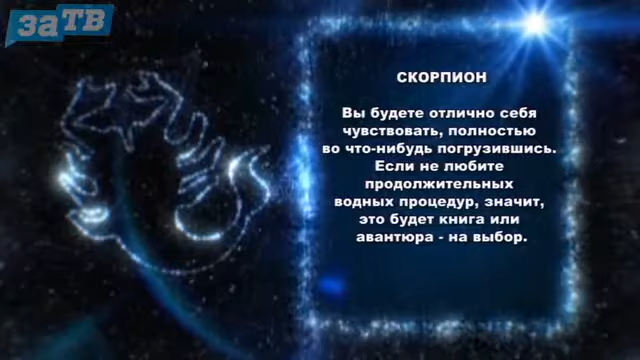 заТВ
СКОРПИОН
Вы будете отлично себя
чувствовать, полностью
во что-нибудь погрузившись.
Если не любите
продолжительных
водных процедур, значит,
это будет книга или
авантюра - на выбор.